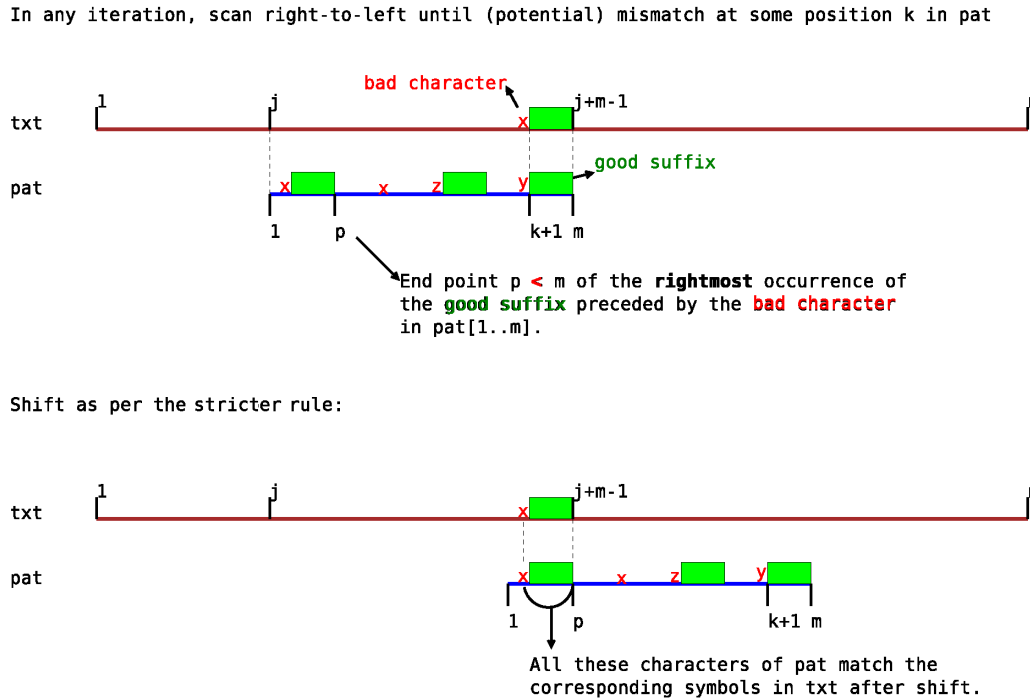 In any iteration, scan right-to-left until (potential) mismatch at some position k in pat
bad character
1 j j+m-1
txt x
good suffix
pat x x z y
1 p k+1 m
End point p < m of the rightmost occurrence of
the good suffix preceded by the bad character
in pat[1..m].
Shift as per the stricter rule:
1 j j+m-1
txt x
pat x x z y
1 p k+1 m
All these characters of pat match the
corresponding symbols in txt after shift.